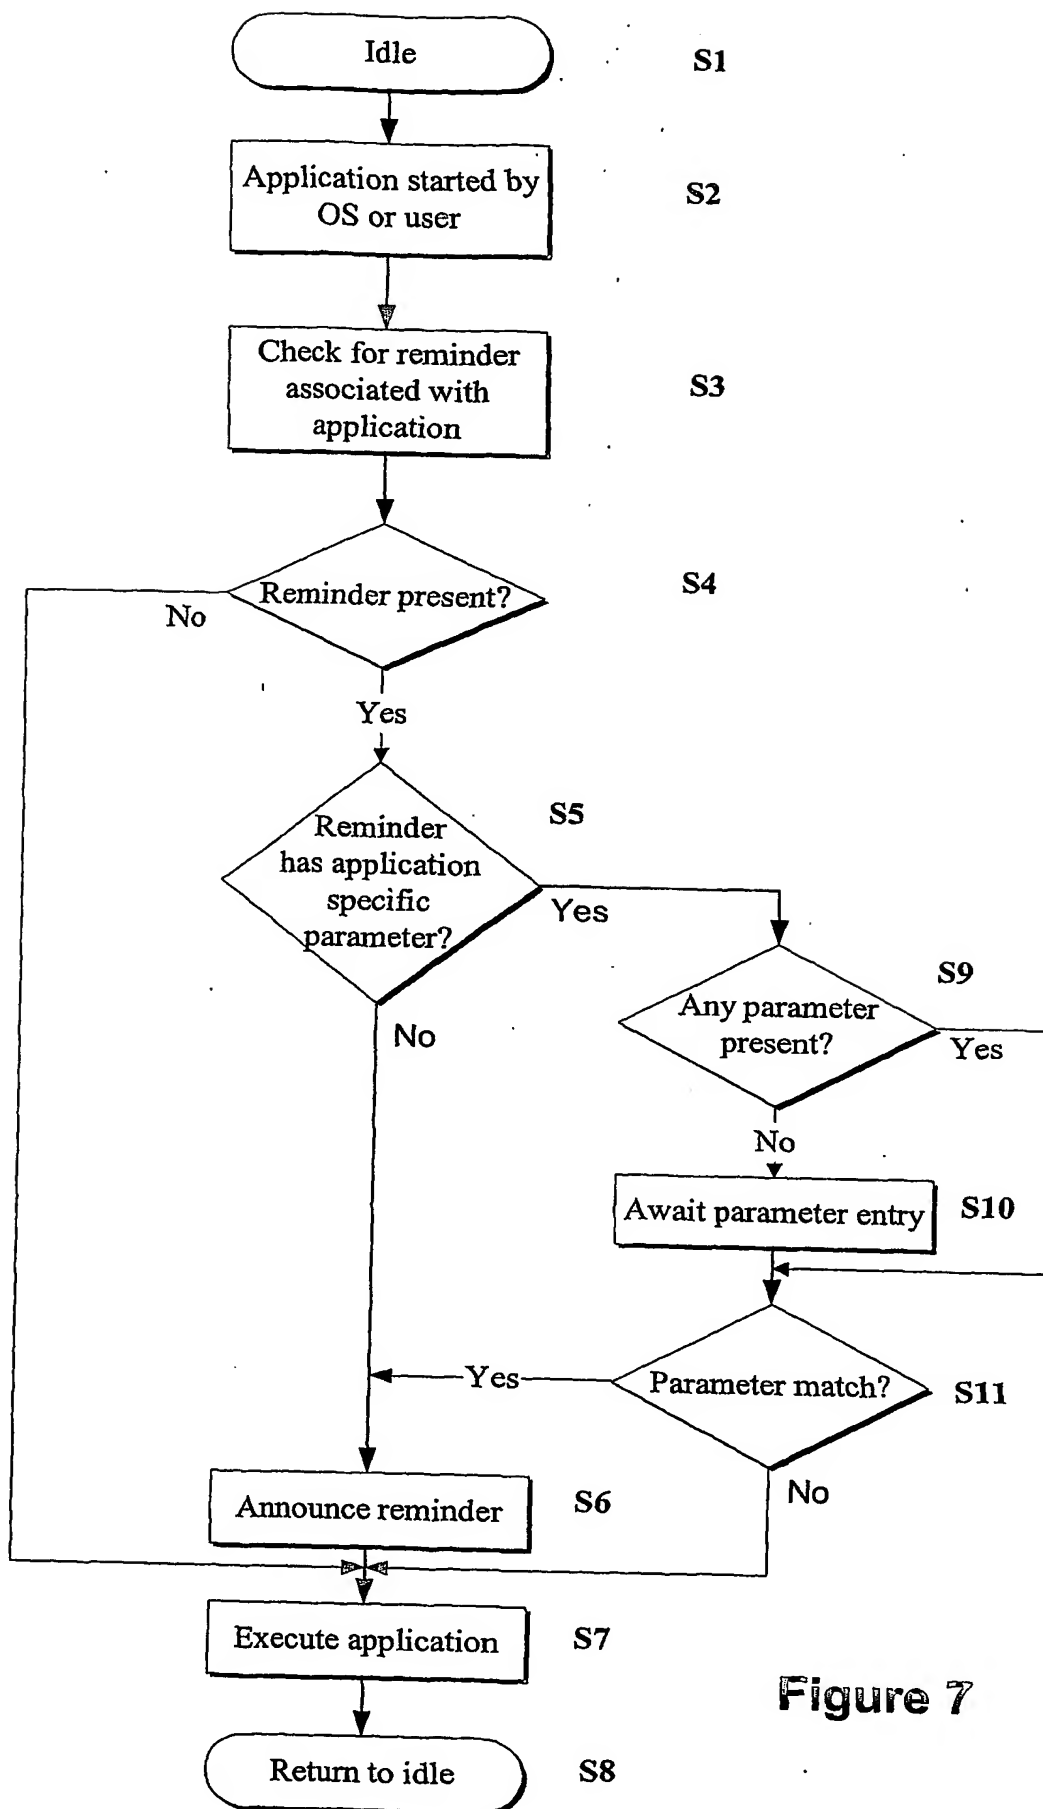 Idle
S1
Application started by
OS or user
S2
Check for reminder
associated with
application
S3
Reminder present?
S4
No
Yes
Reminder
has application
specific
parameter?
S5
Yes
No
Any parameter
present?
S9
Yes
No
Await parameter entry
S10
Parameter match?
S11
Yes
No
Announce reminder
S6
Execute application
S7
Return to idle
S8
Figure 7